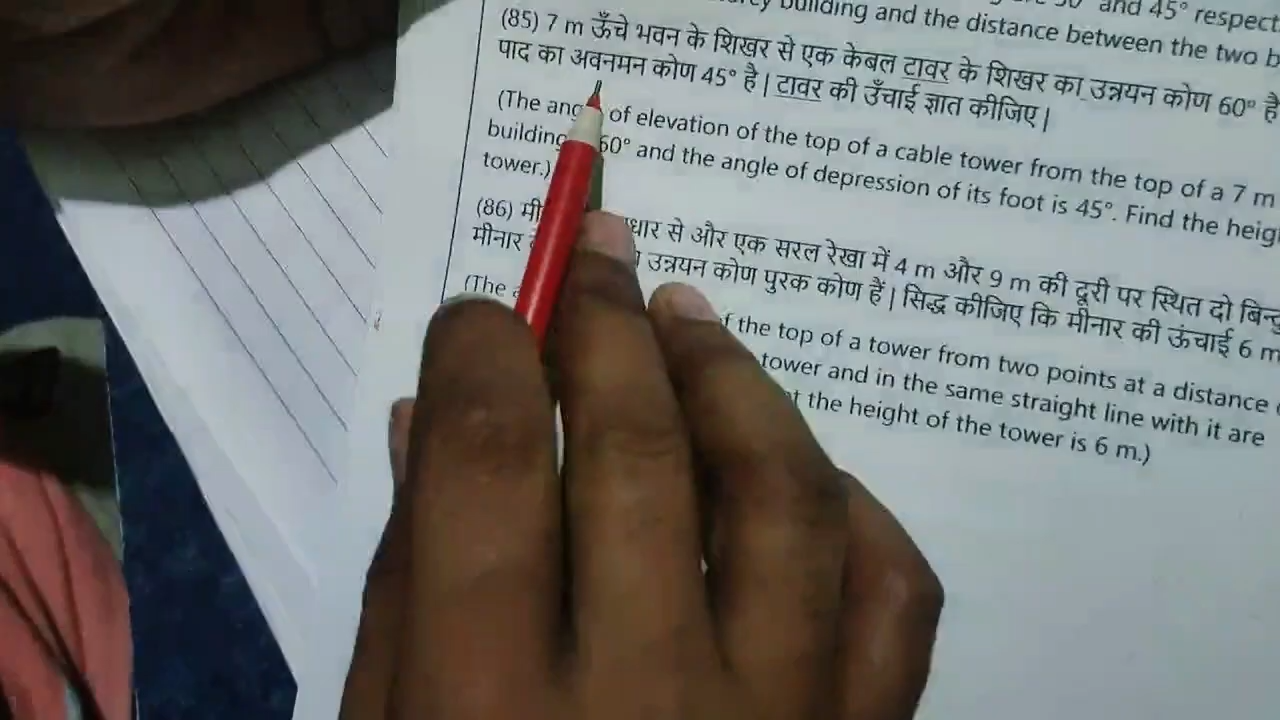 building and the distance between the two
and 45° respect
(85) 7 m ऊँचे भवन के शिखर से एक केबल टावर के शिखर का उन्नयन कोण 60° है
पाद का अवनमन कोण 45° है | टावर की उँचाई ज्ञात कीजिए |
(The of elevation of the top of a cable tower from the top of a 7 m
building 60° and the angle of depression of its foot is 45°. Find the heig
tower.)
(86) से और एक सरल रेखा में 4 m और 9 m की दूरी पर स्थित दो बिन्दु
मीनार उन्नयन कोण पुरक कोण हैं | सिद्ध कीजिए कि मीनार की ऊंचाई 6 m
(The the top of a tower from two points at a distance
tower and in the same straight line with it are
the height of the tower is 6 m.)